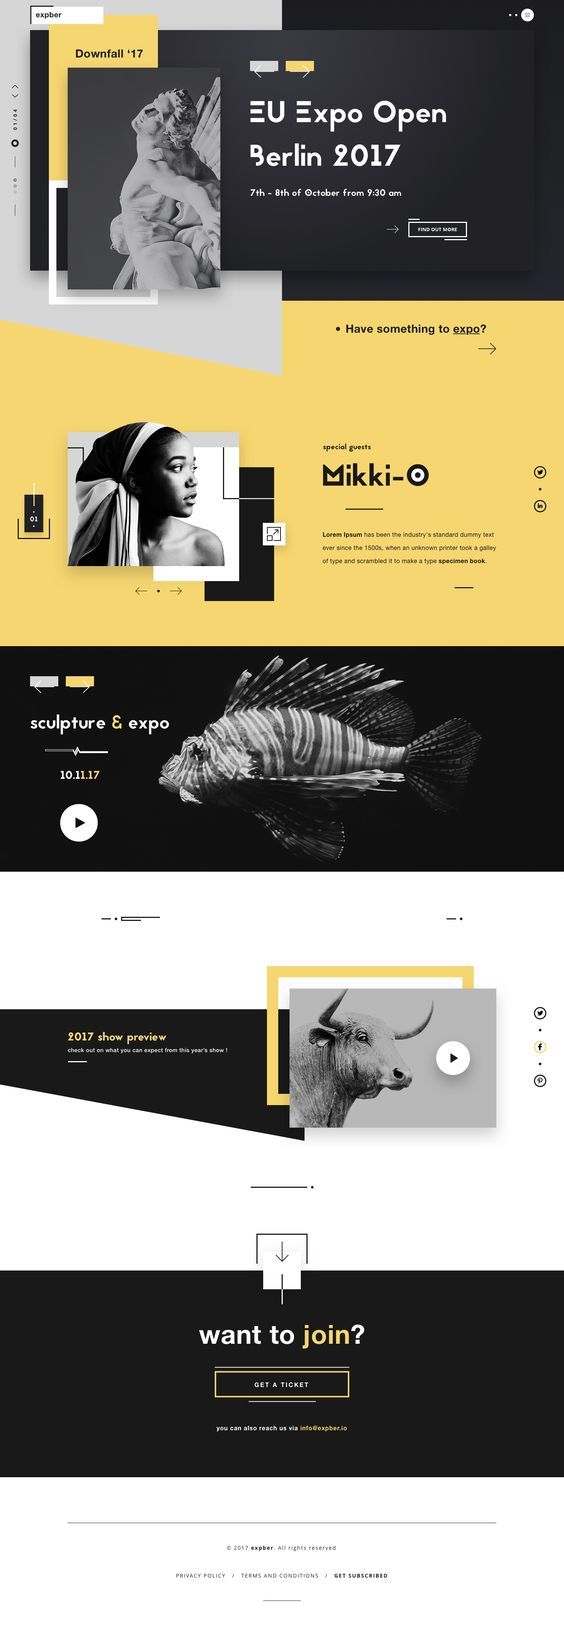 expber
Downfall ‘17
01/04
EU Expo Open
Berlin 2017
7th - 8th of October from 9:30 am
FIND OUT MORE
• Have something to expo?
special guests
Mikki-O
01
Lorem Ipsum has been the industry's standard dummy text
ever since the 1500s, when an unknown printer took a galley
of type and scrambled it to make a type specimen book.
sculpture & expo
10.11.17
2017 show preview
check out on what you can expect from this year's show !
want to join?
GET A TICKET
you can also reach us via info@expber.io
© 2017 expber. All rights reserved
PRIVACY POLICY / TERMS AND CONDITIONS / GET SUBSCRIBED